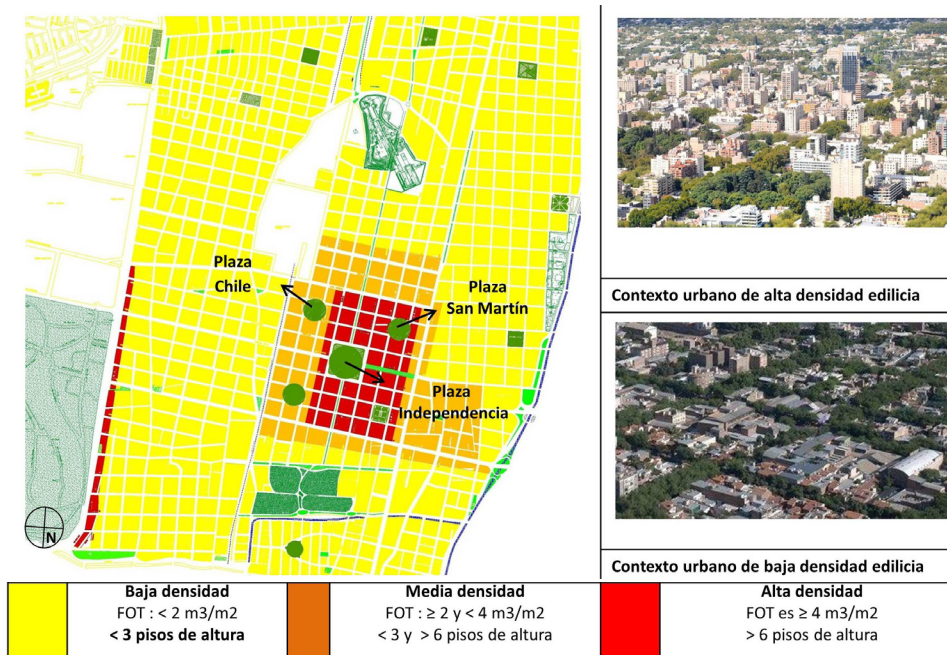 Plaza
Chile
Plaza
San Martín
Plaza
Independencia
N
Contexto urbano de alta densidad edilicia
Contexto urbano de baja densidad edilicia
Baja densidad
FOT : < 2 m3/m2
< 3 pisos de altura
Media densidad
FOT : ≥ 2 y < 4 m3/m2
< 3 y > 6 pisos de altura
Alta densidad
FOT es ≥ 4 m3/m2
> 6 pisos de altura